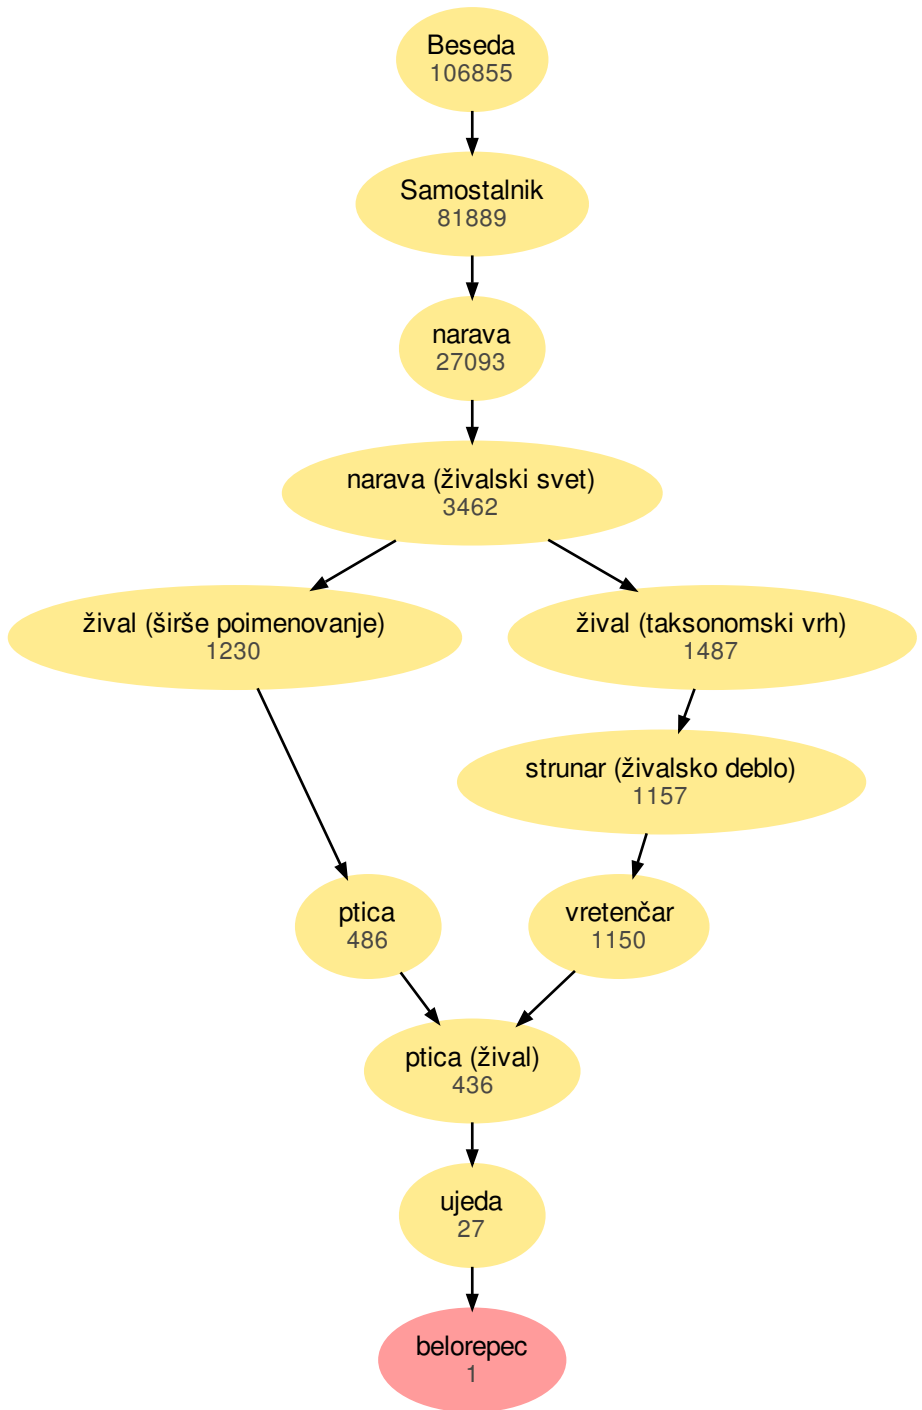 Beseda
106855
Samostalnik
81889
narava
27093
narava (živalski svet)
3462
žival (širše poimenovanje)
1230
žival (taksonomski vrh)
1487
strunar (živalsko deblo)
1157
ptica
486
vretenčar
1150
ptica (žival)
436
ujeda
27
belorepec
1